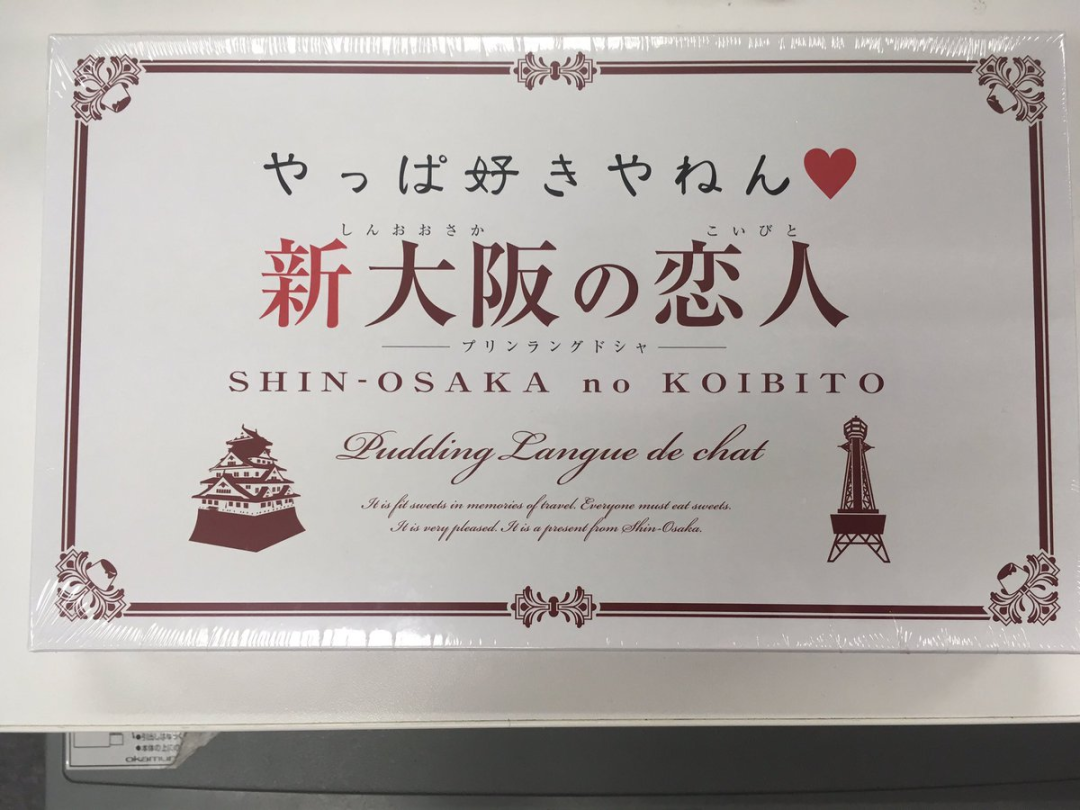 やっぱ好きやねん♥
しんおおさか こいびと
新大阪の恋人
プリンラングドシャ
SHIN-OSAKA no KOIBITO
Pudding Langue de chat
It is fit sweets in memories of travel. Everyone must eat sweets.
It is very pleased. It is a present from Shin-Osaka.